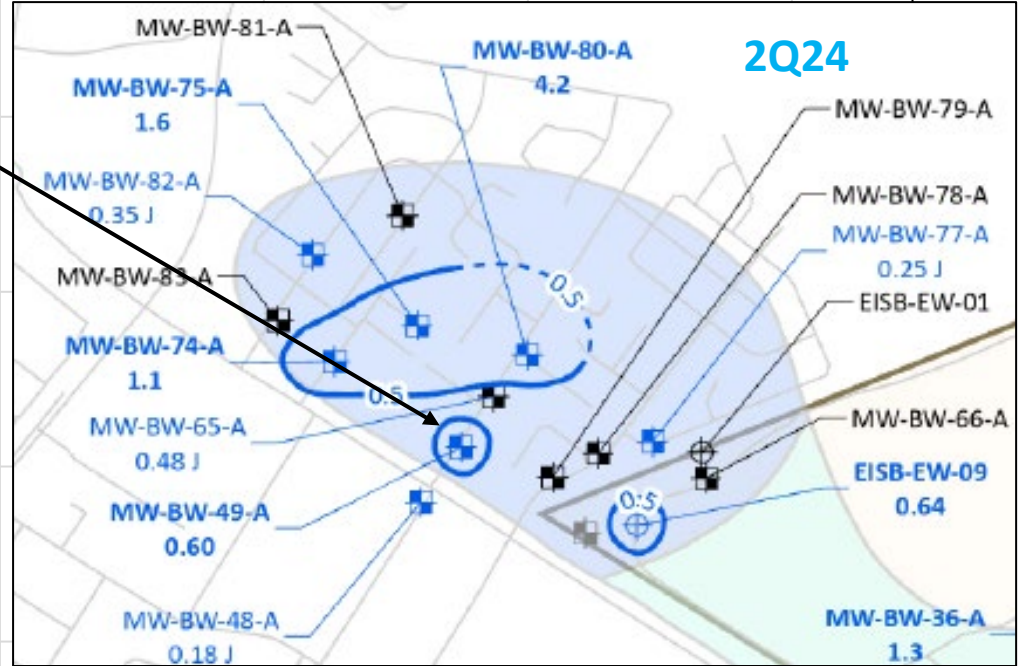 MW-BW-81-A
MW-BW-80-A
4.2
2Q24
MW-BW-75-A
1.6
MW-BW-79-A
MW-BW-82-A
0.35 J
MW-BW-78-A
MW-BW-77-A
0.25 J
MW-BW-83-A
0.5
EISB-EW-01
MW-BW-74-A
1.1
0.5
MW-BW-65-A
0.48 J
MW-BW-66-A
MW-BW-49-A
0.60
0.5
EISB-EW-09
0.64
MW-BW-48-A
0.18 J
MW-BW-36-A
1.3